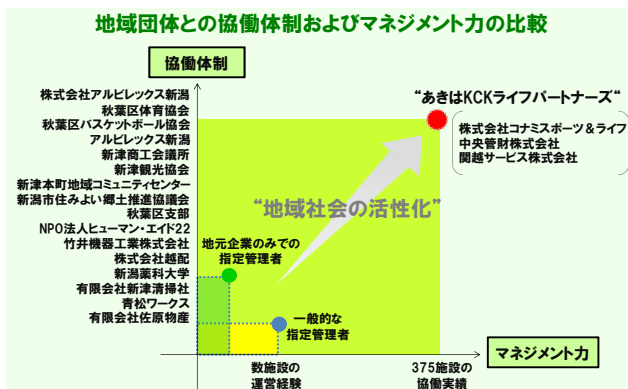 地域団体との協働体制およびマネジメント力の比較
協働体制
株式会社アルビレックス新潟
秋葉区体育協会
秋葉区バスケットボール協会
アルビレックス新潟
新津商工会議所
新津観光協会
新津本町地域コミュニティセンター
新潟市住みよい郷土推進協議会
秋葉区支部
NPO法人ヒューマン・エイド22
竹井機器工業株式会社
株式会社越配
新潟薬科大学
有限会社新津清掃社
青松ワークス
有限会社佐原物産
“あきはKCKライフパートナーズ“
株式会社コナミスポーツ＆ライフ
中央管財株式会社
関越サービス株式会社
“地域社会の活性化”
地元企業のみでの
指定管理者
一般的な
指定管理者
マネジメント力
数施設の
運営経験
375施設の
協働実績